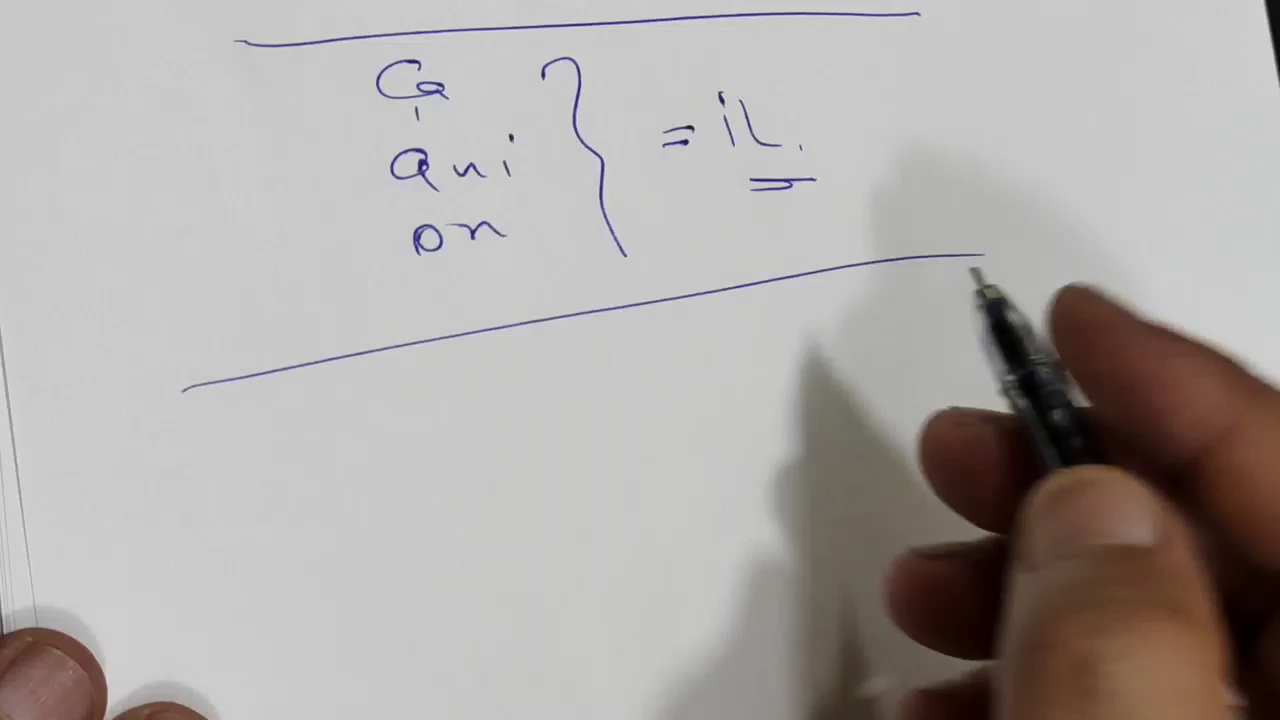 Ça
qui
on
= il.